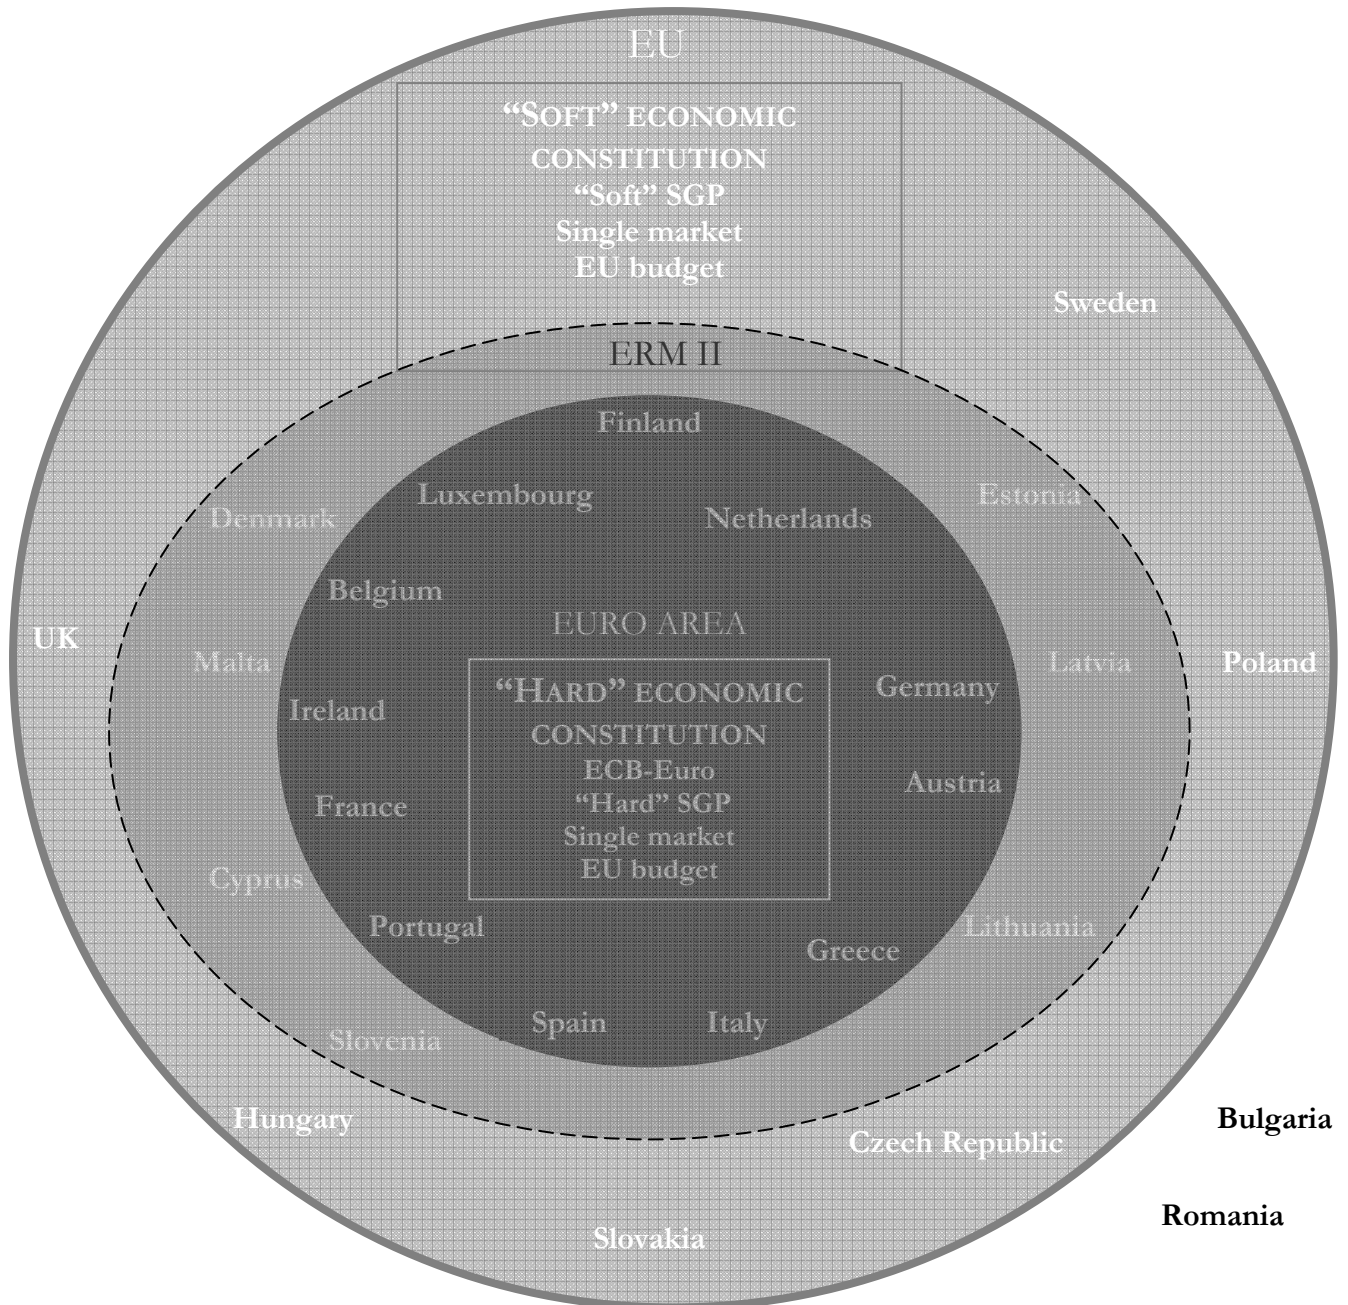 EU
“SOFT” ECONOMIC
CONSTITUTION
“Soft” SGP
Single market
EU budget
Sweden
ERM II
Finland
Luxembourg
Estonia
Denmark
Netherlands
Belgium
EURO AREA
UK
Malta
Latvia
Poland
“HARD” ECONOMIC
CONSTITUTION
ECB-Euro
“Hard” SGP
Single market
EU budget
Germany
Ireland
Austria
France
Cyprus
Portugal
Lithuania
Greece
Spain
Italy
Slovenia
Hungary
Bulgaria
Czech Republic
Romania
Slovakia